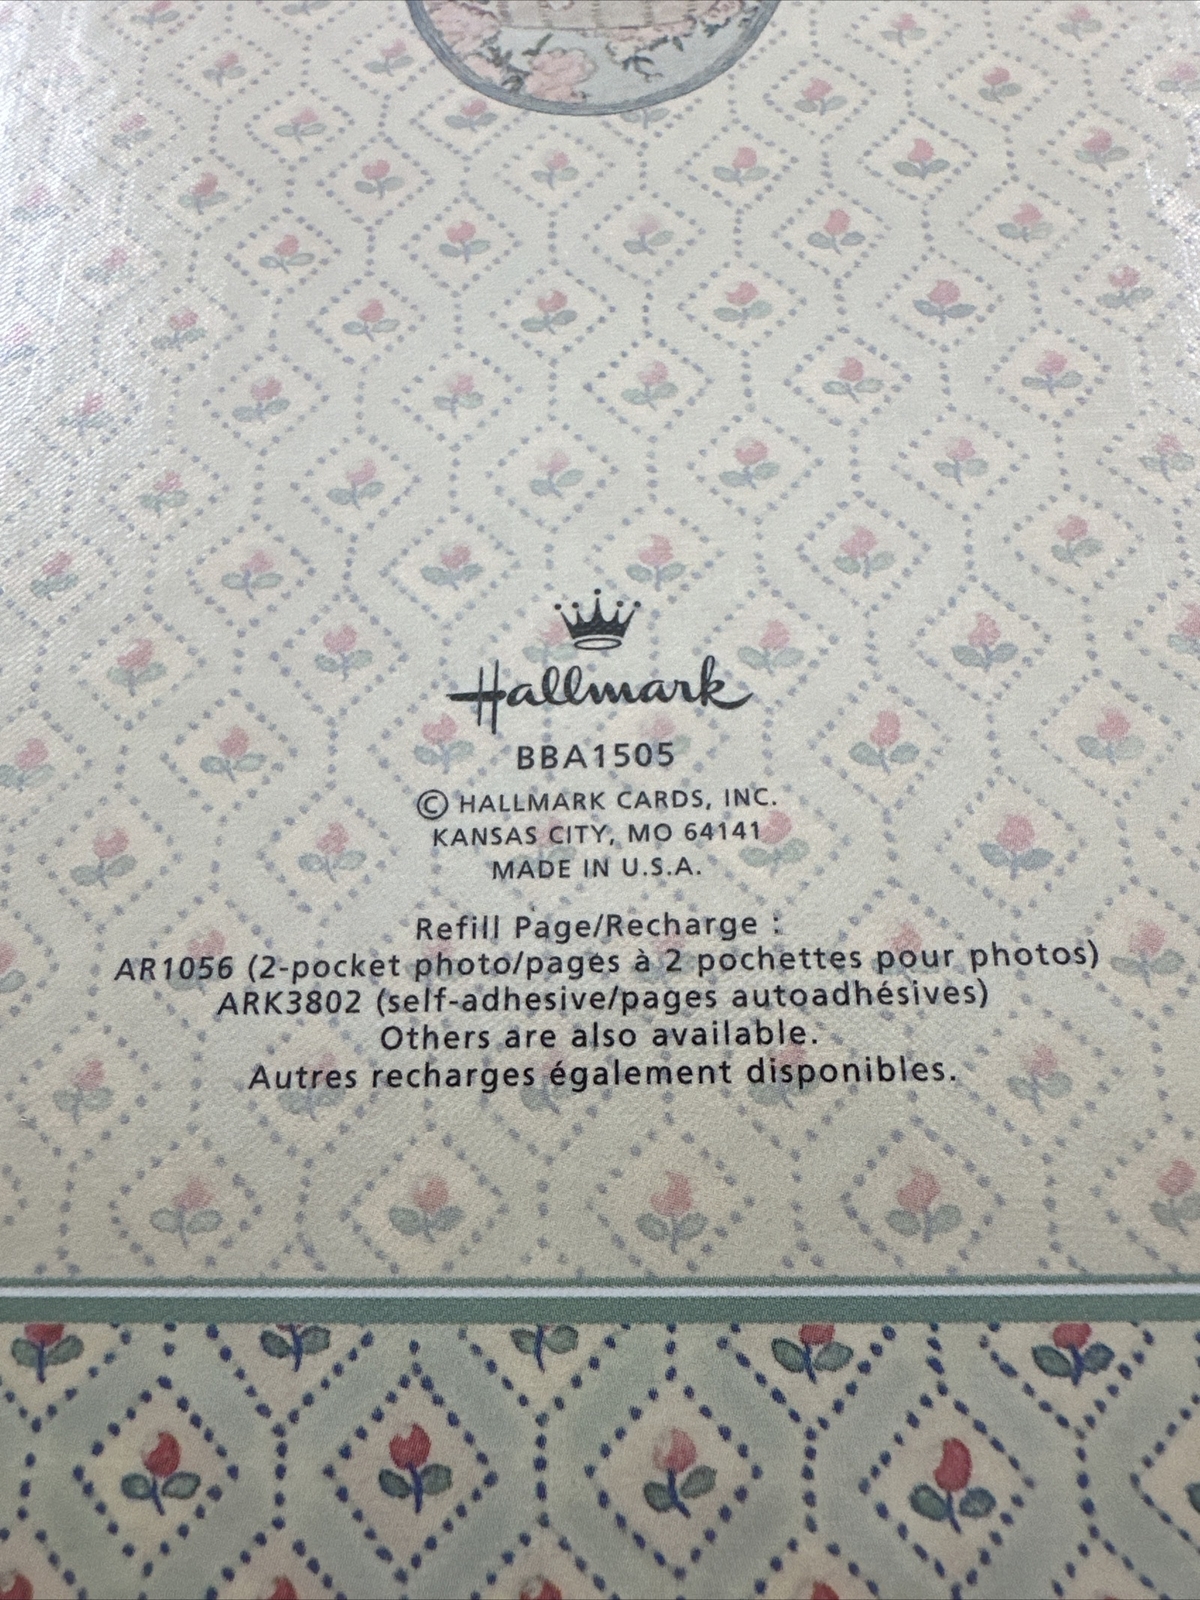 Hallmark
BBA1505
© HALLMARK CARDS, INC.
KANSAS CITY, MO 64141
MADE IN U.S.A.
Refill Page/Recharge :
AR1056 (2-pocket photo/pages à 2 pochettes pour photos)
ARK3802 (self-adhesive/pages autoadhésives)
Others are also available.
Autres recharges également disponibles.